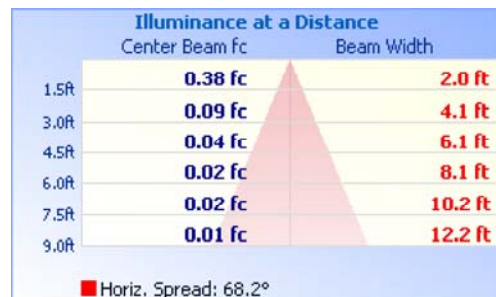 Illuminance at a Distance
Center Beam fc Beam Width
1.5ft 0.38 fc 2.0 ft
3.0ft 0.09 fc 4.1 ft
4.5ft 0.04 fc 6.1 ft
6.0ft 0.02 fc 8.1 ft
7.5ft 0.02 fc 10.2 ft
9.0ft 0.01 fc 12.2 ft
Horiz. Spread: 68.2°